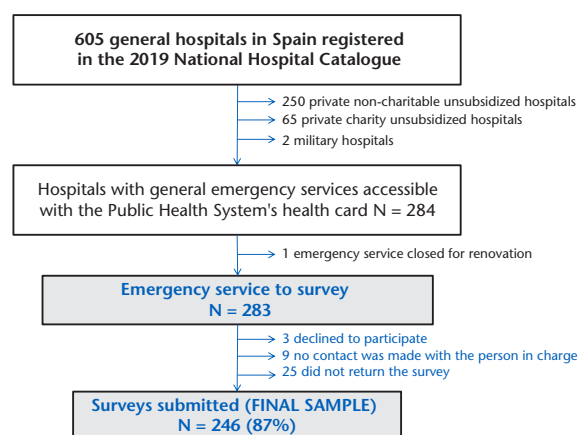 605 general hospitals in Spain registered
in the 2019 National Hospital Catalogue
250 private non-charitable unsubsidized hospitals
65 private charity unsubsidized hospitals
2 military hospitals
Hospitals with general emergency services accessible
with the Public Health System's health card N = 284
1 emergency service closed for renovation
Emergency service to survey
N = 283
3 declined to participate
9 no contact was made with the person in charge
25 did not return the survey
Surveys submitted (FINAL SAMPLE)
N = 246 (87%)